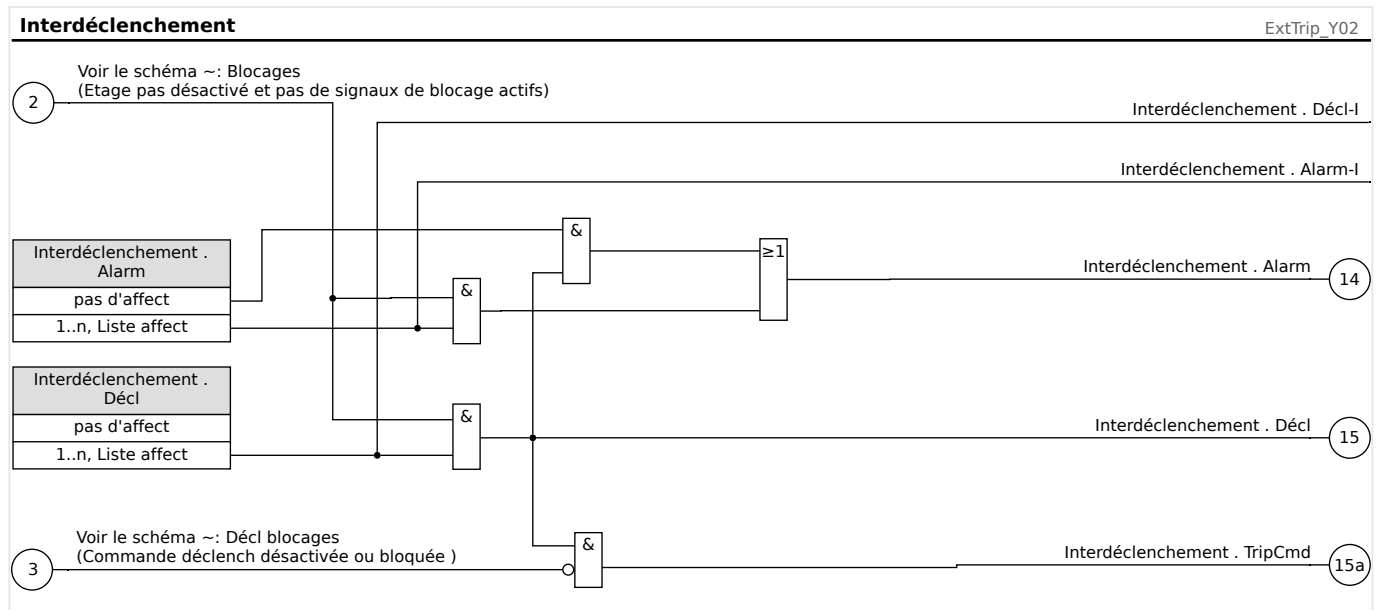 Interdéclenchement
ExtTrip_Y02
Voir le schéma ~: Blocages
2
(Etage pas désactivé et pas de signaux de blocage actifs)
Interdéclenchement . Décl-I
Interdéclenchement . Alarm-I
&
Interdéclenchement .
Alarm
≥1
Interdéclenchement . Alarm
14
pas d'affect
&
1..n, Liste affect
Interdéclenchement .
Décl
pas d'affect
&
Interdéclenchement . Décl
15
1..n, Liste affect
Voir le schéma ~: Décl blocages
(Commande déclench désactivée ou bloquée )
3
&
Interdéclenchement . TripCmd
15a